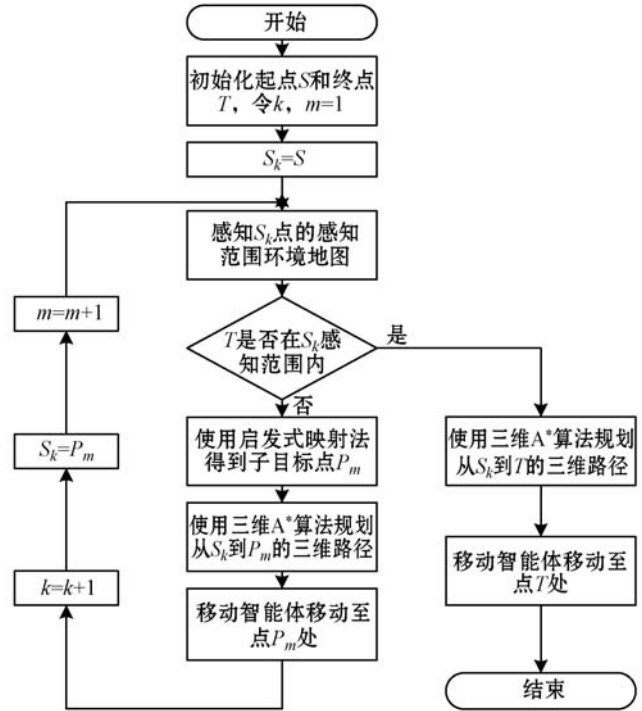 开始
初始化起点S和终点
T，令k，m=1
Sk=S
感知Sk点的感知
范围环境地图
T是否在Sk感
知范围内
是
否
使用启发式映射法
得到子目标点Pm
使用三维A*算法规划
从Sk到Pm的三维路径
移动智能体移动至
点Pm处
k=k+1
Sk=Pm
m=m+1
使用三维A*算法规划
从Sk到T的三维路径
移动智能体移动至
点T处
结束